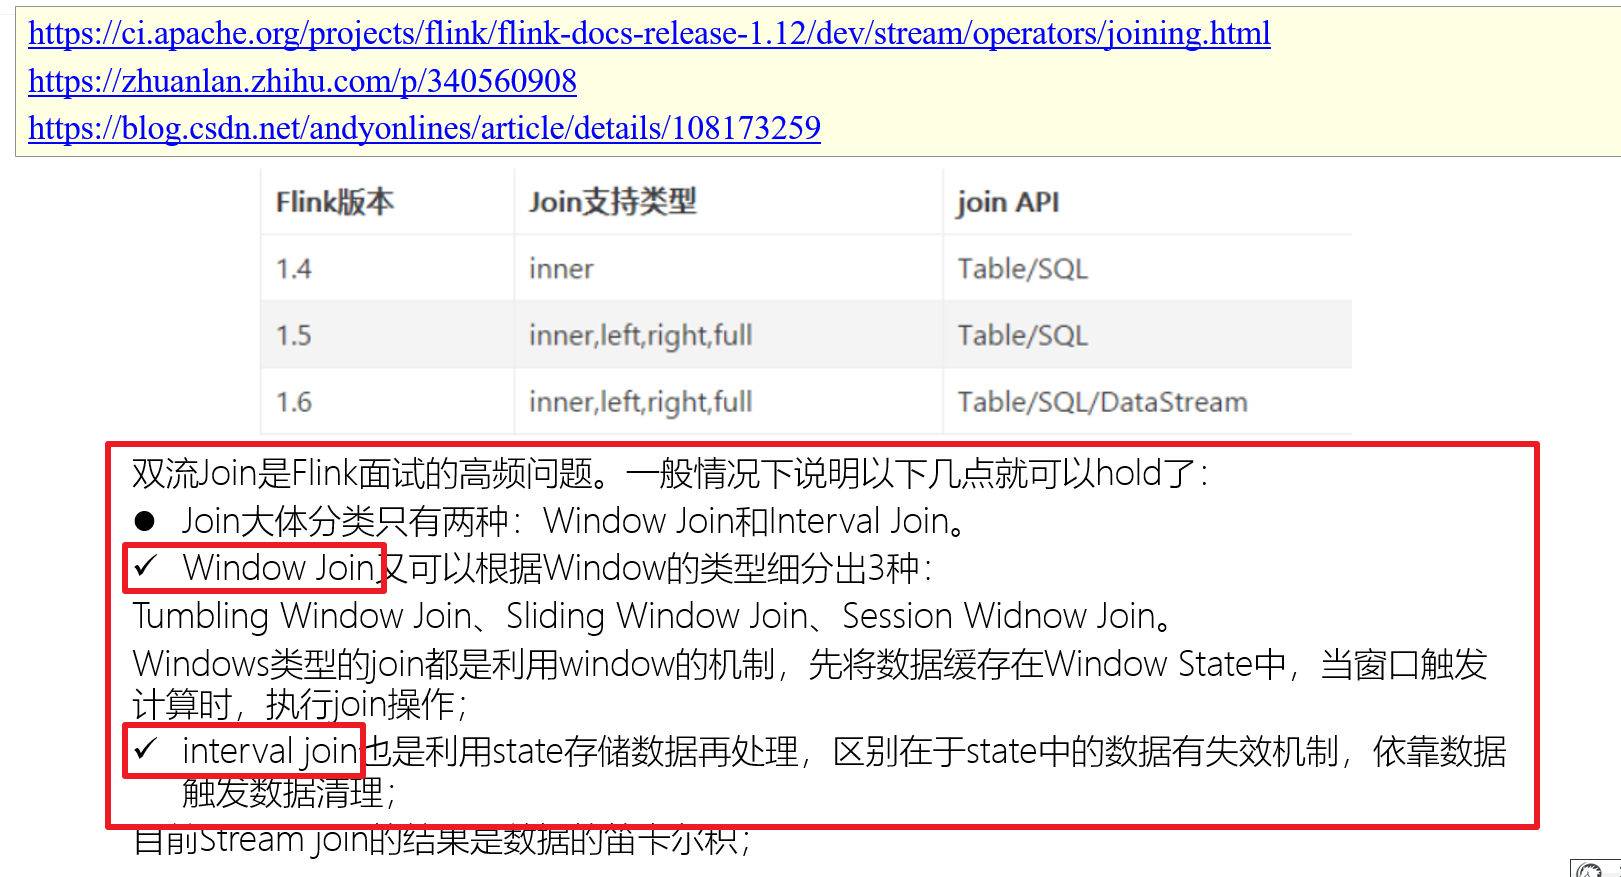 https://ci.apache.org/projects/flink/flink-docs-release-1.12/dev/stream/operators/joining.html
https://zhuanlan.zhihu.com/p/340560908
https://blog.csdn.net/andyonlines/article/details/108173259
Flink版本 Join支持类型 join API
1.4 inner Table/SQL
1.5 inner,left,right,full Table/SQL
1.6 inner,left,right,full Table/SQL/DataStream
双流Join是Flink面试的高频问题。一般情况下说明以下几点就可以hold了：
● Join大体分类只有两种：Window Join和Interval Join。
✓ Window Join又可以根据Window的类型细分出3种：
Tumbling Window Join、Sliding Window Join、Session Widnow Join。
Windows类型的join都是利用window的机制，先将数据缓存在Window State中，当窗口触发
计算时，执行join操作；
✓ interval join也是利用state存储数据再处理，区别在于state中的数据有失效机制，依靠数据
触发数据清理；
目前Stream join的结果是数据的笛卡尔积；